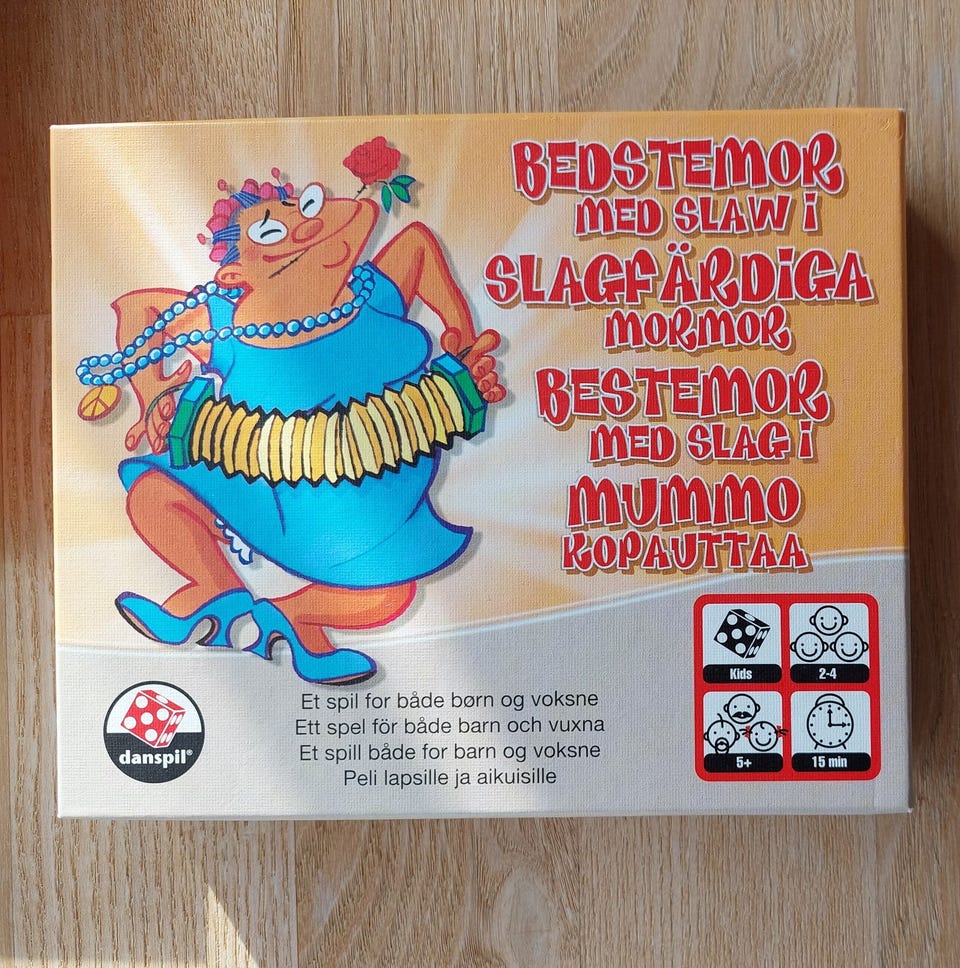 BEDSTEMOR
MED SLAW i
SLAGFÄRDiGA
MORMOR
BESTEMOR
MED SLAG i
MUMMO
KOPAUTTAA
Et spil for både børn og voksne
Ett spel för både barn och vuxna
Et spill både for barn og voksne
Peli lapsille ja aikuisille
danspil®
Kids
2-4
5+
15 min